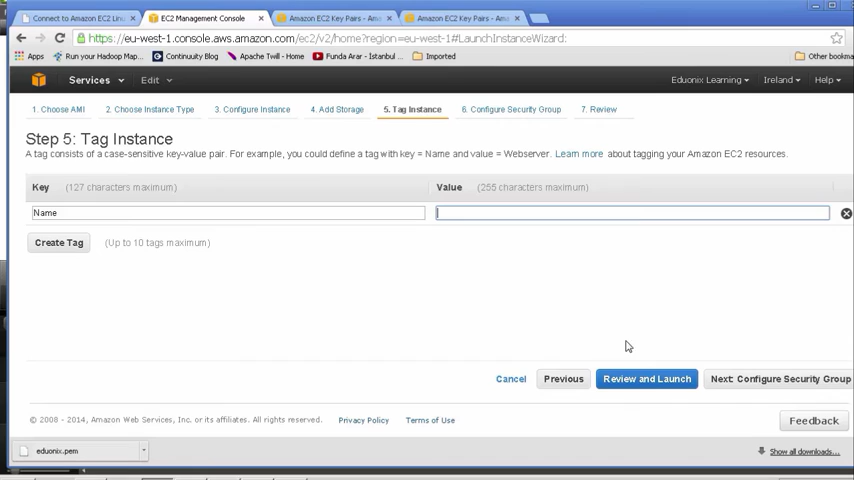 Connect to Amazon EC2 Linu
EC2 Management Console
Amazon EC2 Key Pairs - Ama
Amazon EC2 Key Pairs - Ama
https://eu-west-1.console.aws.amazon.com/ec2/v2/home?region=eu-west-1#LaunchInstanceWizard:
Apps
Run your Hadoop Map...
Continuuity Blog
Apache Twill - Home
Funda Arar - İstanbul ...
Imported
Other bookma
Services
Edit
Eduonix Learning
Ireland
Help
1. Choose AMI
2. Choose Instance Type
3. Configure Instance
4. Add Storage
5. Tag Instance
6. Configure Security Group
7. Review
Step 5: Tag Instance
A tag consists of a case-sensitive key-value pair. For example, you could define a tag with key = Name and value = Webserver. Learn more about tagging your Amazon EC2 resources.
Key (127 characters maximum)
Value (255 characters maximum)
Name
Create Tag (Up to 10 tags maximum)
Cancel
Previous
Review and Launch
Next: Configure Security Group
© 2008 - 2014, Amazon Web Services, Inc. or its affiliates. All rights reserved.
Privacy Policy
Terms of Use
Feedback
eduonix.pem
Show all downloads...